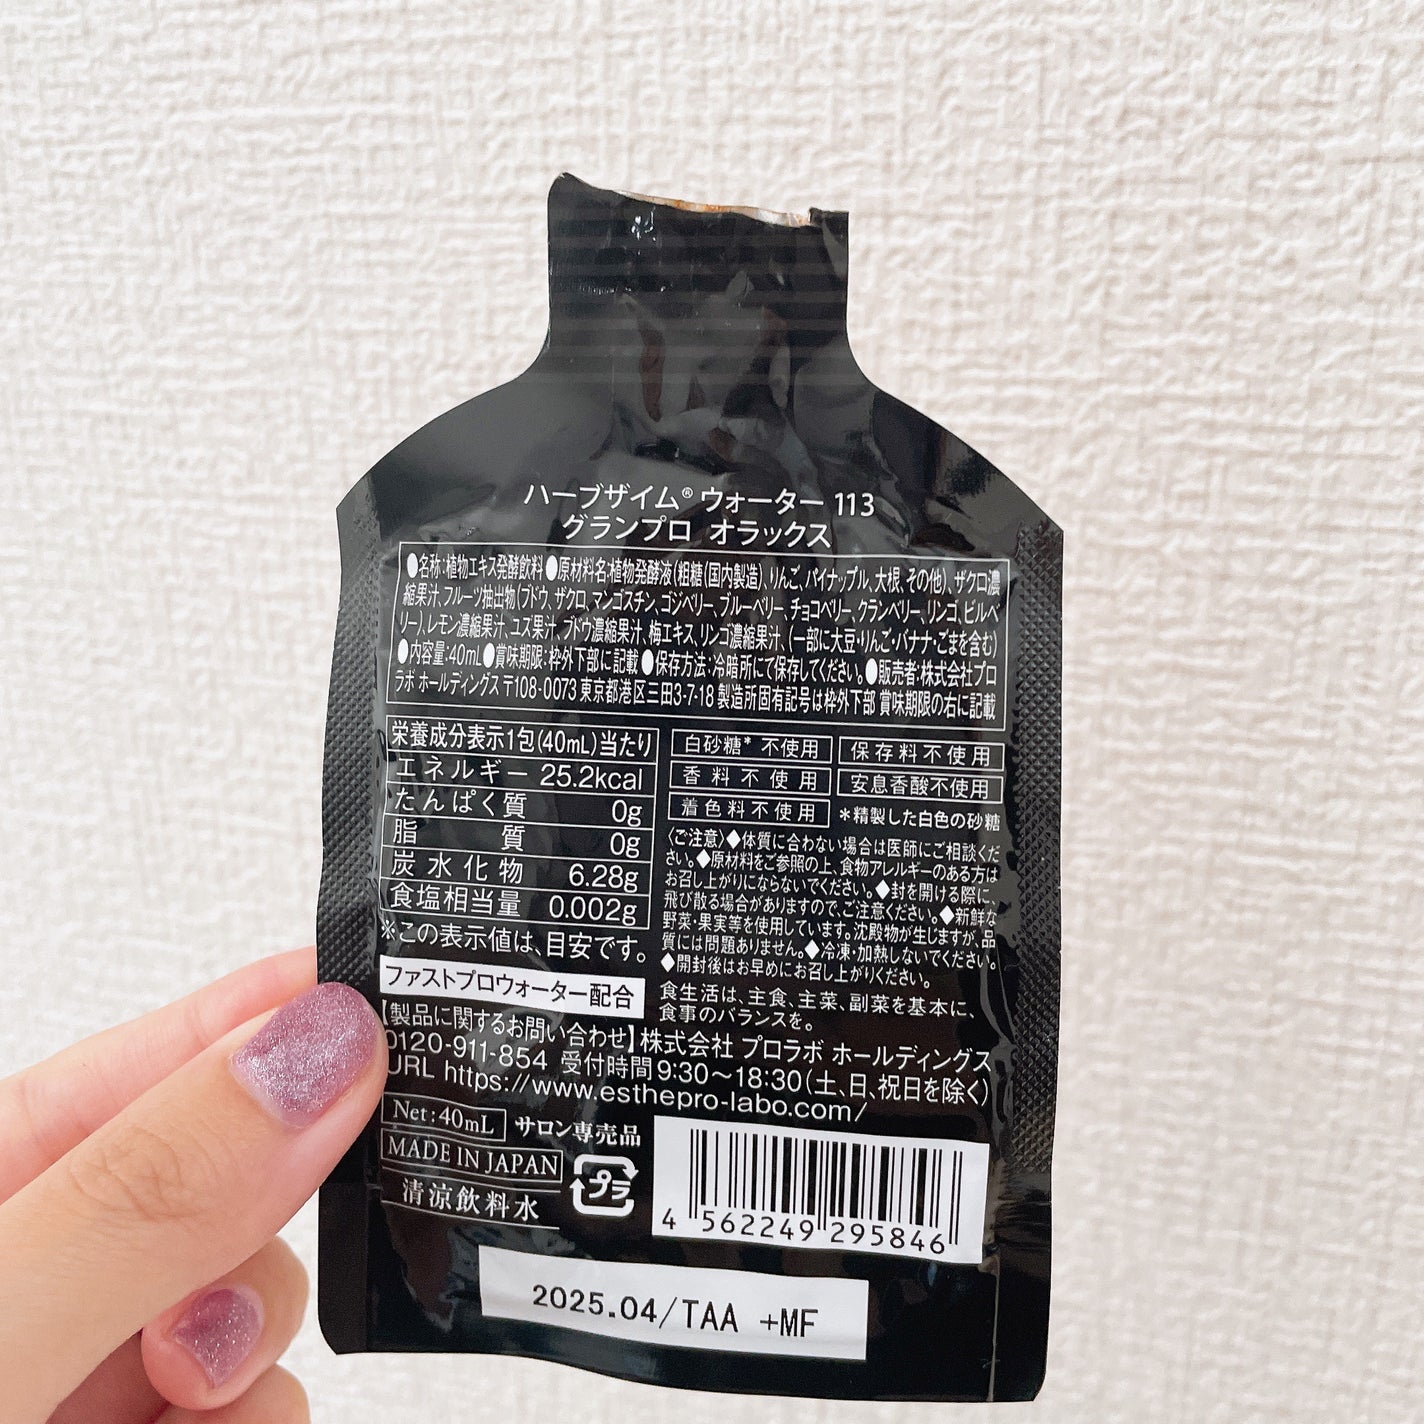 ハーブザイム® ウォーター 113
グランプロ オラックス
●名称:植物エキス発酵飲料●原材料名:植物発酵液(粗糖(国内製造)、りんご、パイナップル、大根、その他)、ザクロ濃
縮果汁、フルーツ抽出物(ブドウ、ザクロ、マンゴスチン、ゴジベリー、ブルーベリー、チョコベリー、クランベリー、リンゴ、ビルベ
リー)、レモン濃縮果汁、ユズ果汁、ブドウ濃縮果汁、梅エキス、リンゴ濃縮果汁、(一部に大豆・りんご・バナナ・ごまを含む)
●内容量:40mL●賞味期限:枠外下部に記載●保存方法:冷暗所にて保存してください。●販売者:株式会社プロ
ラボ ホールディングス 〒108-0073 東京都港区三田3-7-18 製造所固有記号は枠外下部 賞味期限の右に記載
栄養成分表示1包(40mL)当たり
エネルギー 25.2kcal
たんぱく質 0g
脂質 0g
炭水化物 6.28g
食塩相当量 0.002g
※この表示値は、目安です。
ファストプロウォーター配合
白砂糖* 不使用 保存料不使用
香料不使用 安息香酸不使用
着色料不使用 *精製した白色の砂糖
〈ご注意〉◆体質に合わない場合は医師にご相談くだ
さい。◆原材料をご参照の上、食物アレルギーのある方は
お召し上がりにならないでください。◆封を開ける際に、
飛び散る場合がありますので、ご注意ください。◆新鮮な
野菜・果実等を使用しています。沈殿物が生じますが、品
質には問題ありません。◆冷凍・加熱しないでください。
◆開封後はお早めにお召し上がりください。
食生活は、主食、主菜、副菜を基本に、
食事のバランスを。
【製品に関するお問い合わせ】株式会社 プロラボ ホールディングス
0120-911-854 受付時間9:30～18:30(土、日、祝日を除く)
URL https://www.esthepro-labo.com/
Net:40mL サロン専売品
MADE IN JAPAN
プラ
清涼飲料水
4 562249 295846
2025.04/TAA +MF